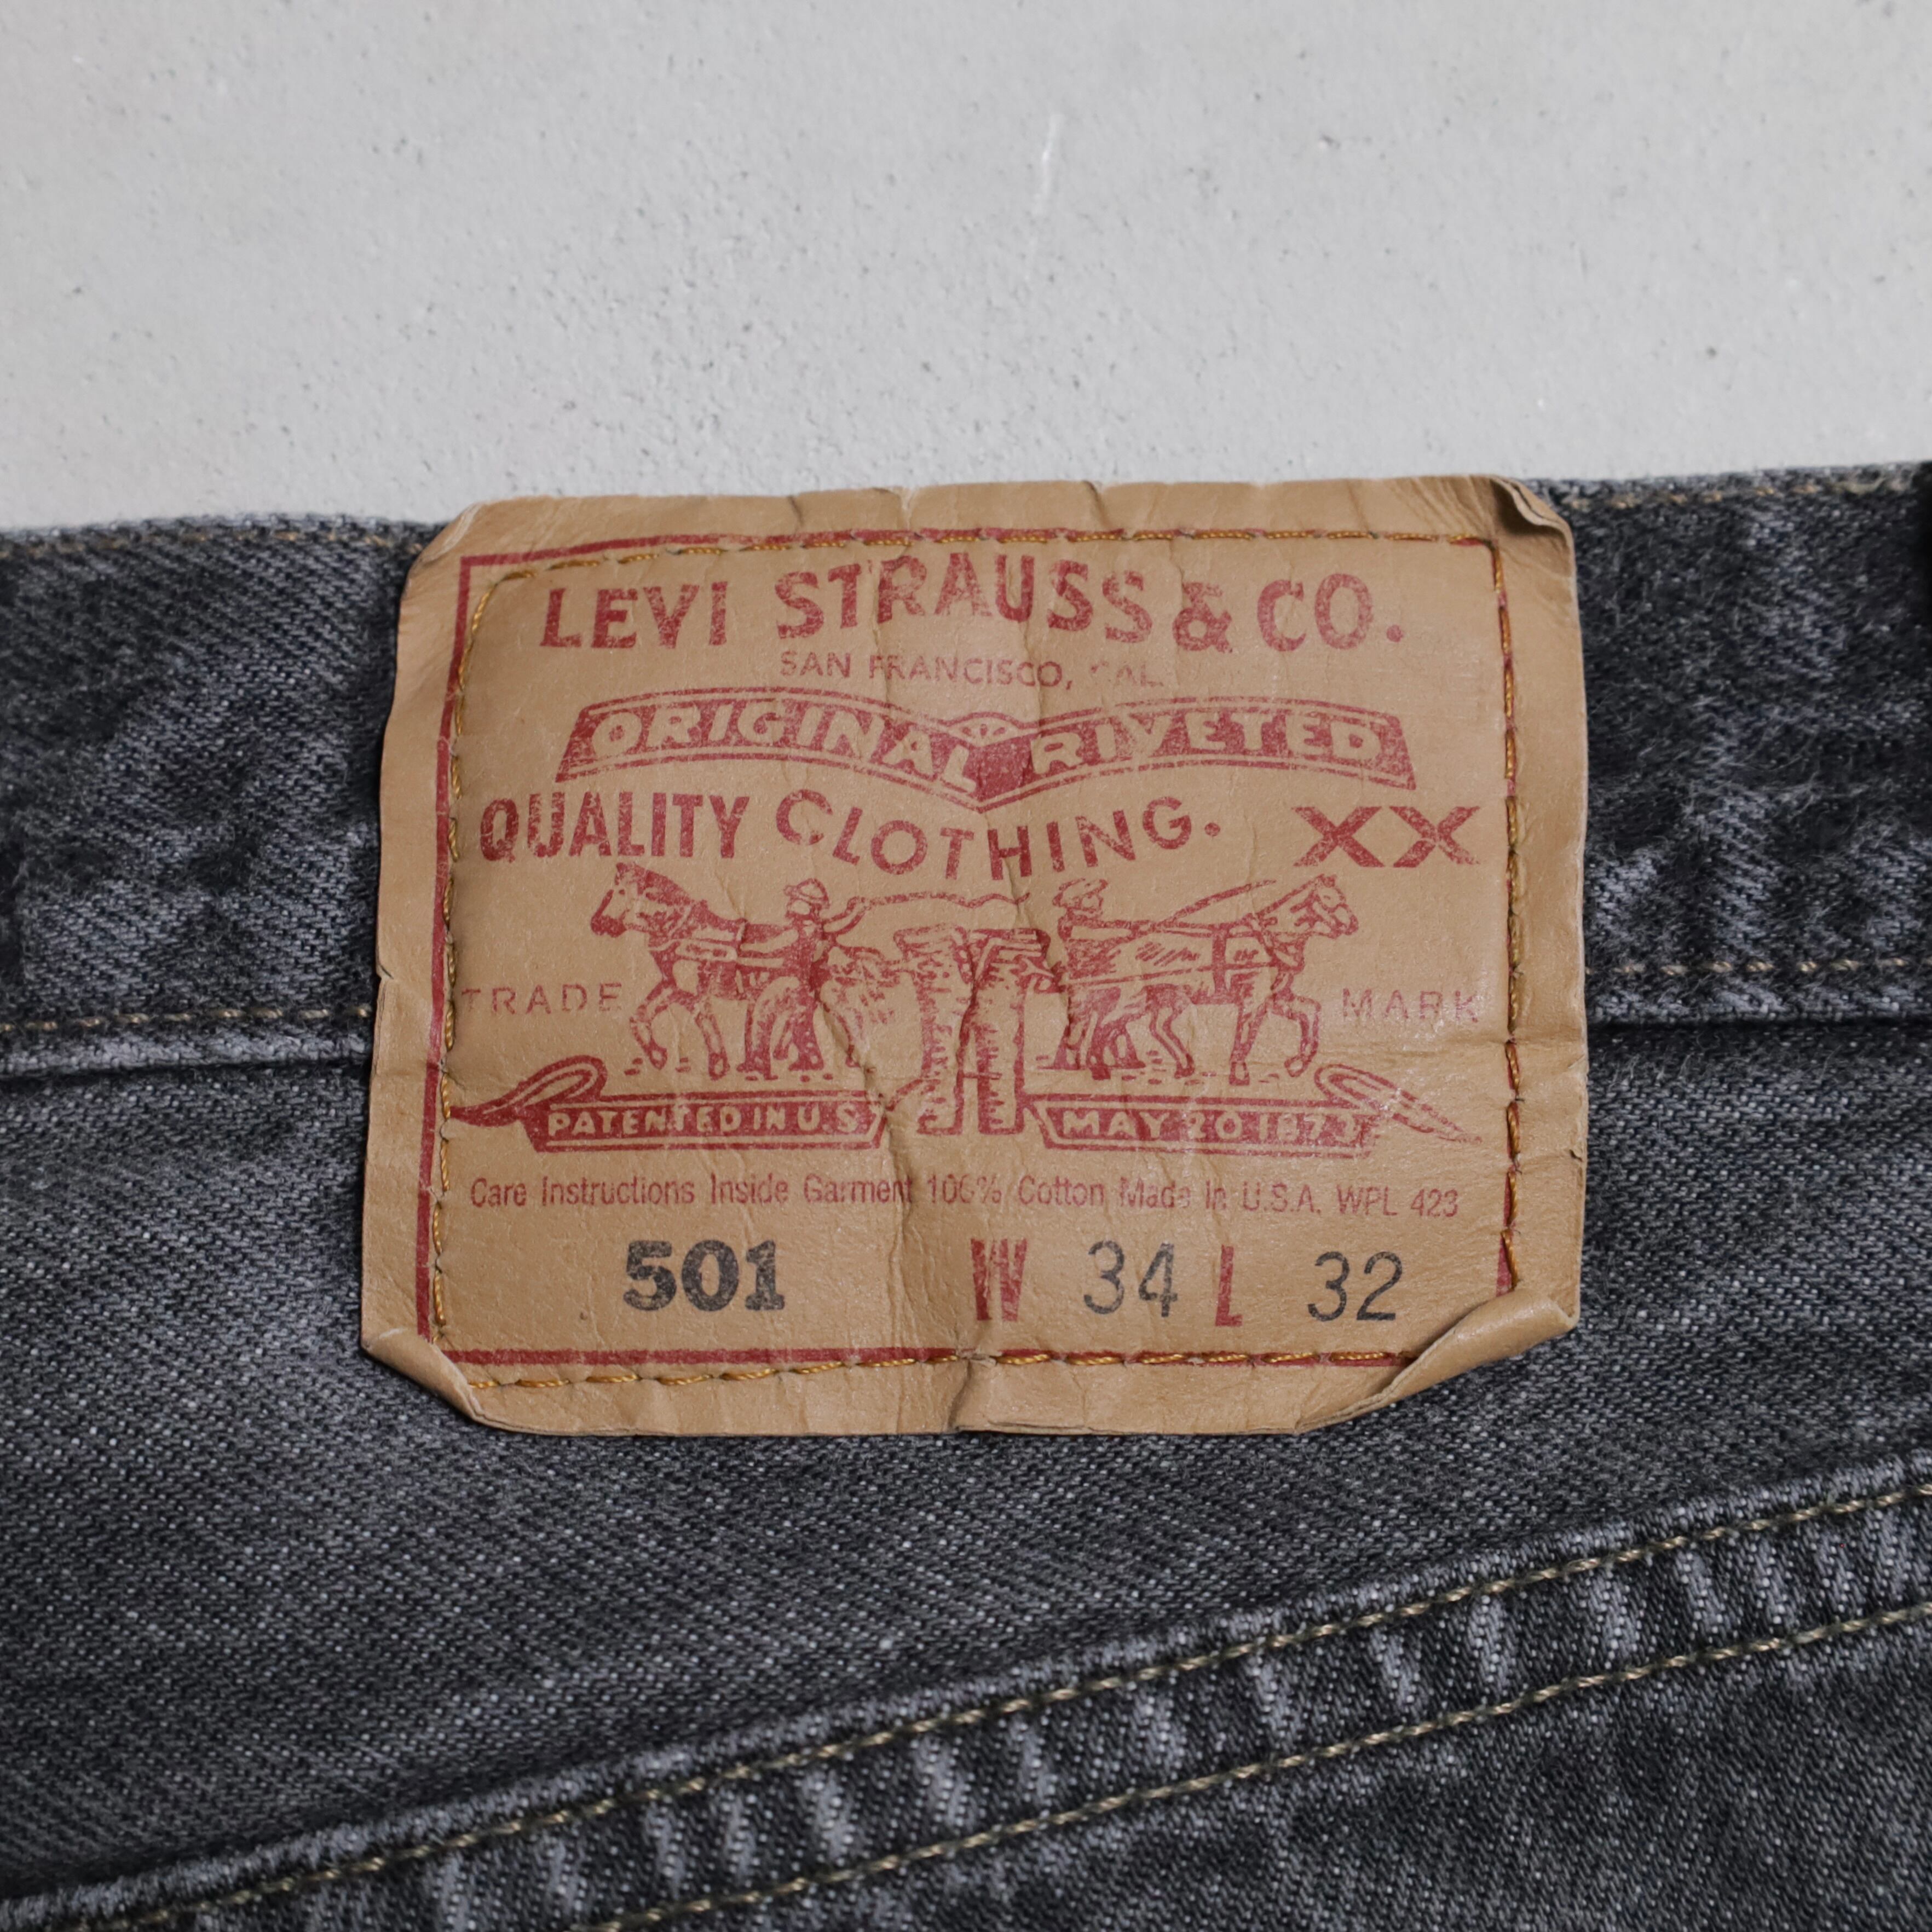 LEVI STRAUSS & CO.
SAN FRANCISCO, CAL.
ORIGINAL RIVETED
QUALITY CLOTHING. XX
TRADE MARK
PATENTED IN U.S. MAY 20 1873
Care Instructions Inside Garment 100% Cotton Made In U.S.A. WPL 423
501 W 34 L 32